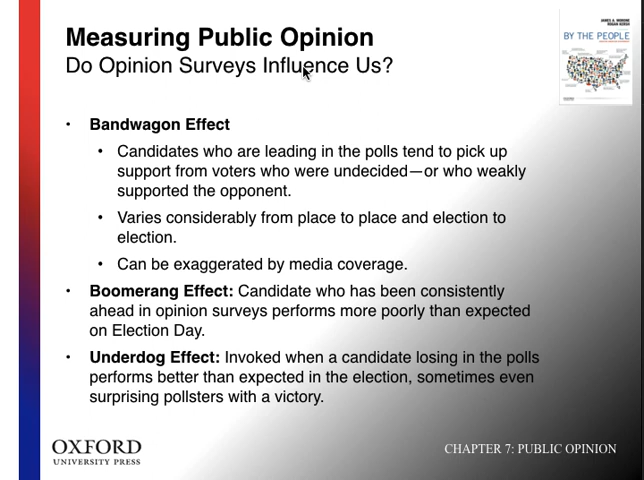 Measuring Public Opinion
Do Opinion Surveys Influence Us?
BY THE PEOPLE
• Bandwagon Effect
• Candidates who are leading in the polls tend to pick up
support from voters who were undecided—or who weakly
supported the opponent.
• Varies considerably from place to place and election to
election.
• Can be exaggerated by media coverage.
• Boomerang Effect: Candidate who has been consistently
ahead in opinion surveys performs more poorly than expected
on Election Day.
• Underdog Effect: Invoked when a candidate losing in the polls
performs better than expected in the election, sometimes even
surprising pollsters with a victory.
OXFORD
UNIVERSITY PRESS
CHAPTER 7: PUBLIC OPINION